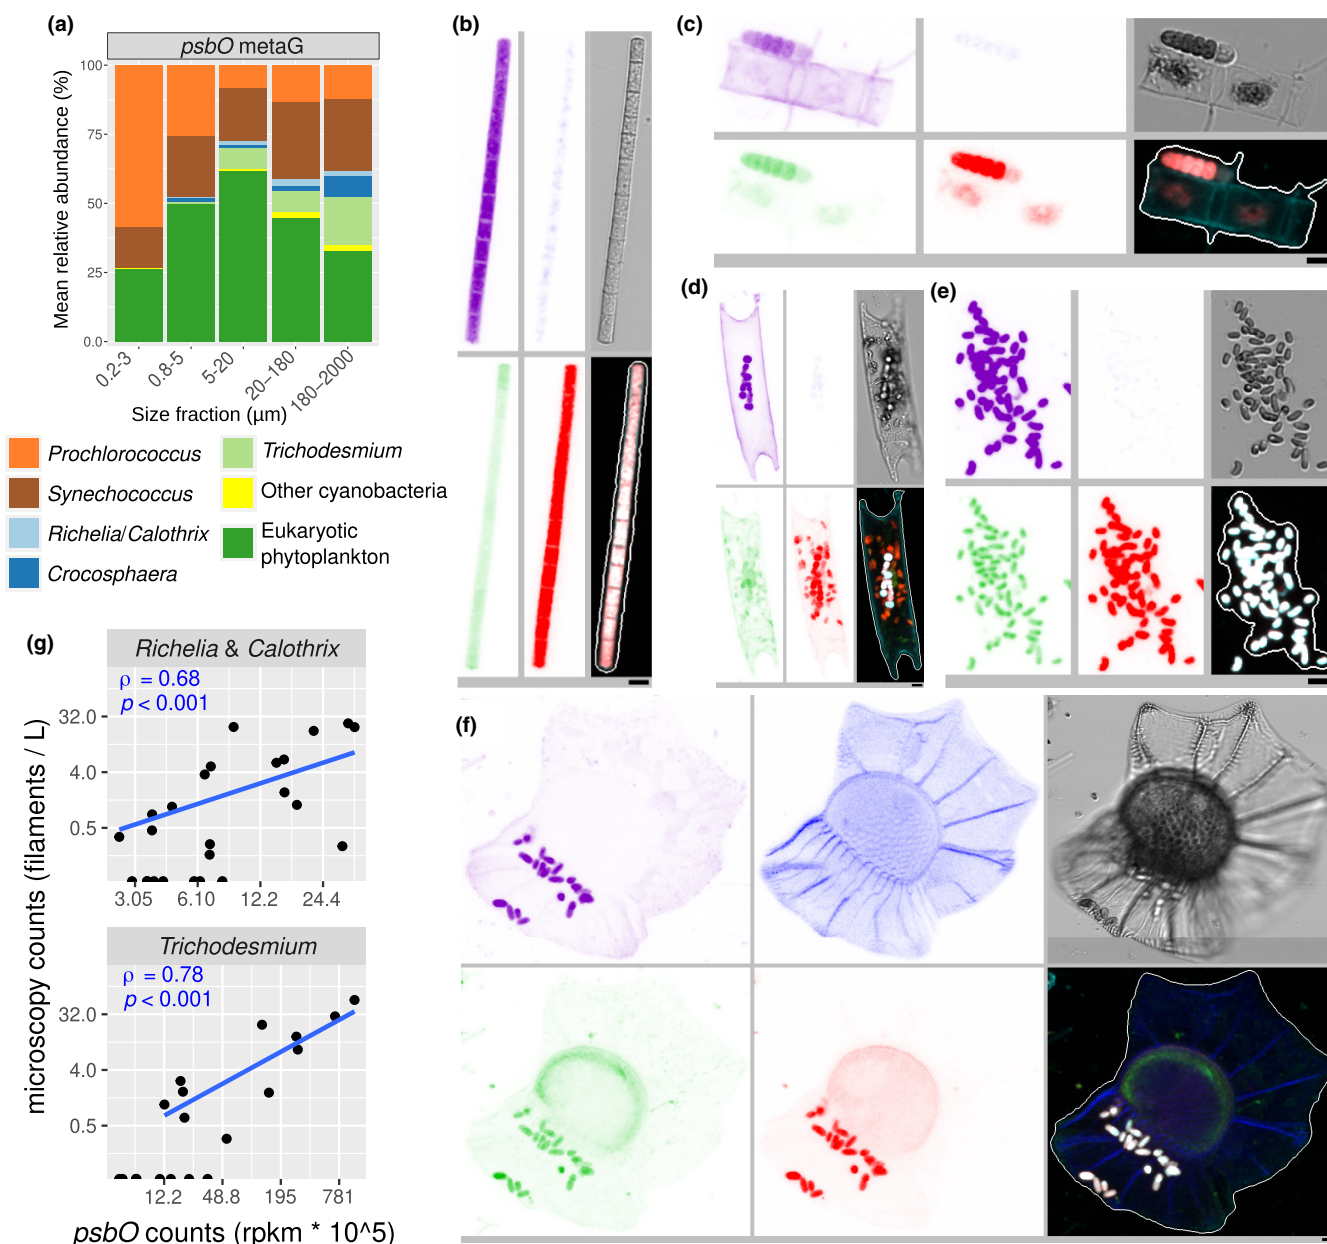 (a)
psbO metaG
Mean relative abundance (%)
100
75
50
25
0.0
0.2-3
0.8-5
5-20
20-180
180-2000
Size fraction (µm)
Prochlorococcus
Synechococcus
Richelia/Calothrix
Crocosphaera
Trichodesmium
Other cyanobacteria
Eukaryotic
phytoplankton
(b)
(c)
(d)
(e)
(f)
(g)
microscopy counts (filaments / L)
Richelia & Calothrix
ρ = 0.68
p < 0.001
32.0
4.0
0.5
3.05
6.10
12.2
24.4
Trichodesmium
ρ = 0.78
p < 0.001
32.0
4.0
0.5
12.2
48.8
195
781
psbO counts (rpkm * 10^5)